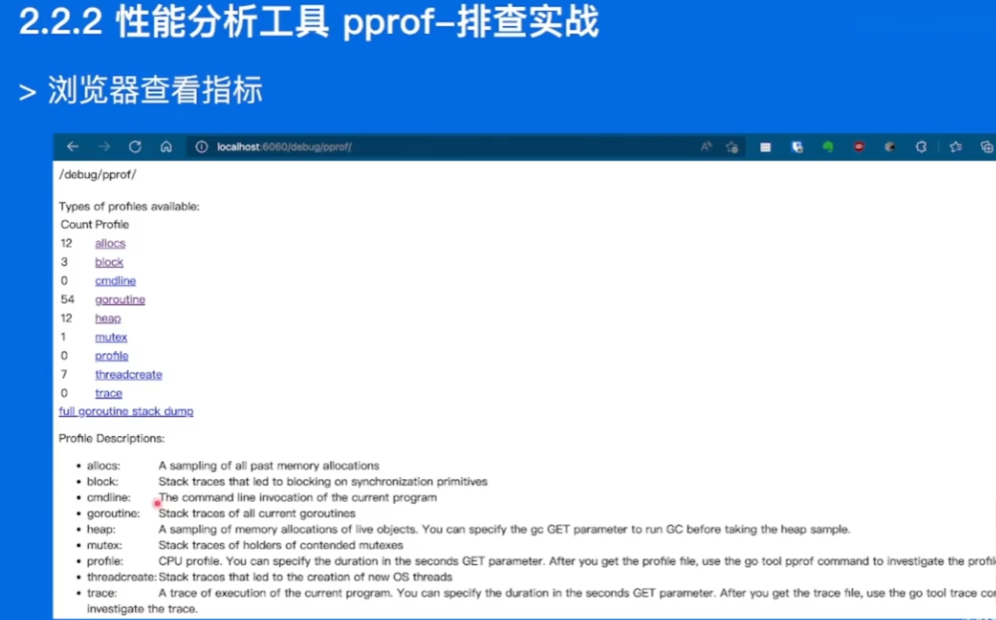 2.2.2 性能分析工具 pprof-排查实战
> 浏览器查看指标
localhost:6060/debug/pprof/
/debug/pprof/
Types of profiles available:
Count Profile
12 allocs
3 block
0 cmdline
54 goroutine
12 heap
1 mutex
0 profile
7 threadcreate
0 trace
full goroutine stack dump
Profile Descriptions:
• allocs: A sampling of all past memory allocations
• block: Stack traces that led to blocking on synchronization primitives
• cmdline: The command line invocation of the current program
• goroutine: Stack traces of all current goroutines
• heap: A sampling of memory allocations of live objects. You can specify the gc GET parameter to run GC before taking the heap sample.
• mutex: Stack traces of holders of contended mutexes
• profile: CPU profile. You can specify the duration in the seconds GET parameter. After you get the profile file, use the go tool pprof command to investigate the
• threadcreate: Stack traces that led to the creation of new OS threads
• trace: A trace of execution of the current program. You can specify the duration in the seconds GET parameter. After you get the trace file, use the go tool trace
investigate the trace.